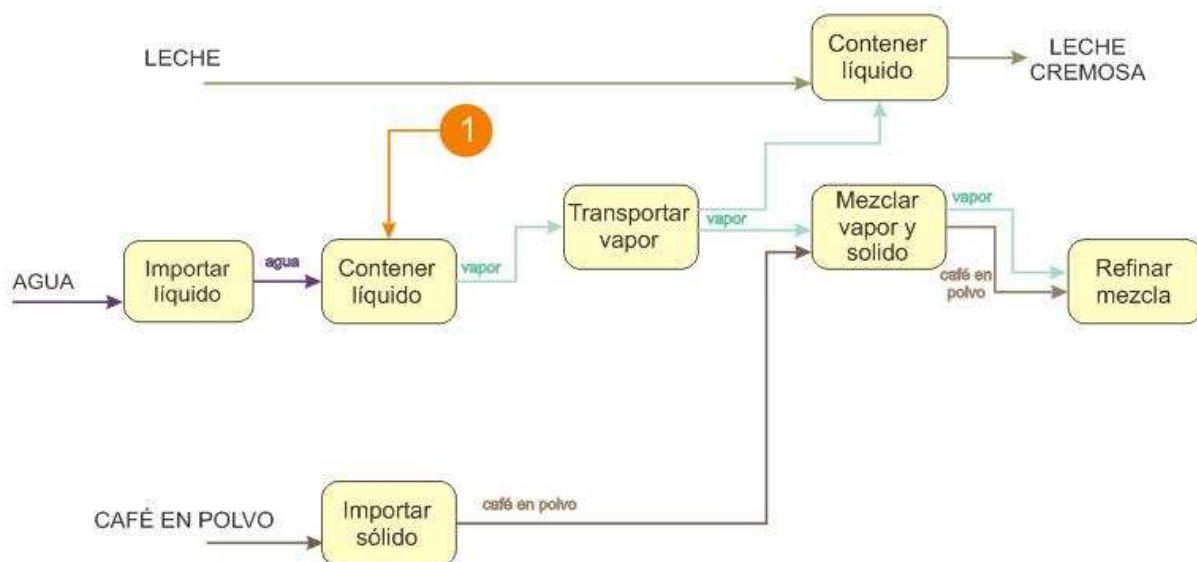 LECHE
Contener
líquido
LECHE
CREMOSA
1
Transportar
vapor
vapor
Mezclar
vapor y
solido
vapor
AGUA
Importar
líquido
agua
Contener
líquido
vapor
café en
polvo
Refinar
mezcla
CAFÉ EN POLVO
Importar
sólido
café en polvo